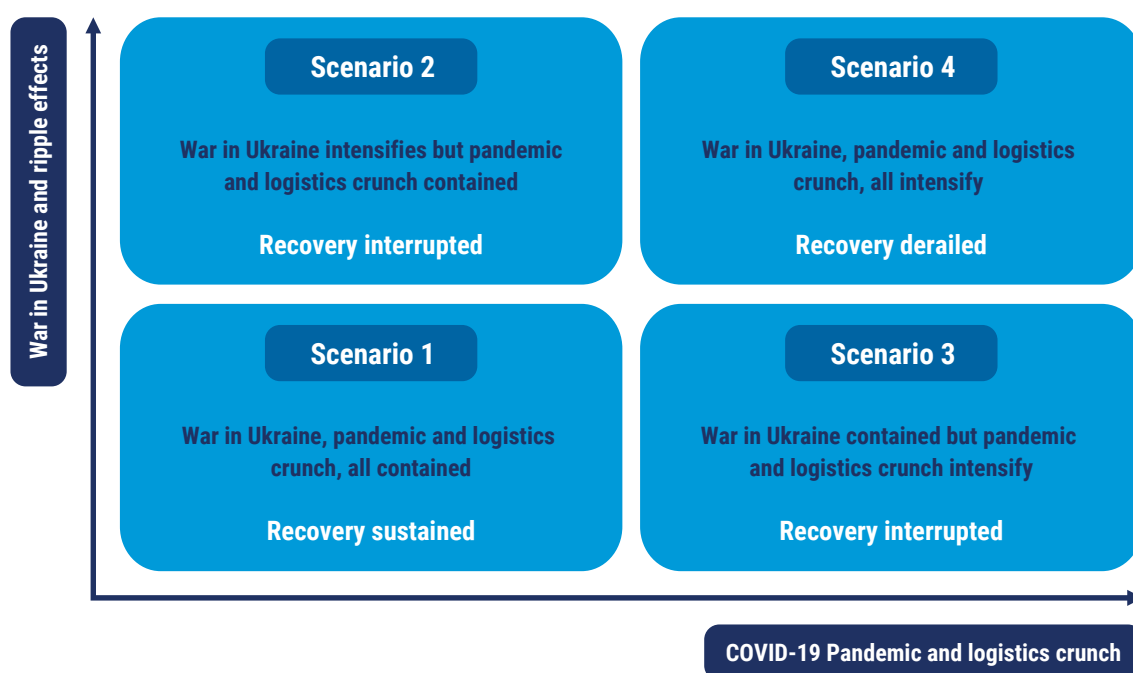 War in Ukraine and ripple effects
Scenario 2
War in Ukraine intensifies but pandemic
and logistics crunch contained
Recovery interrupted
Scenario 4
War in Ukraine, pandemic and logistics
crunch, all intensify
Recovery derailed
Scenario 1
War in Ukraine, pandemic and logistics
crunch, all contained
Recovery sustained
Scenario 3
War in Ukraine contained but pandemic
and logistics crunch intensify
Recovery interrupted
COVID-19 Pandemic and logistics crunch